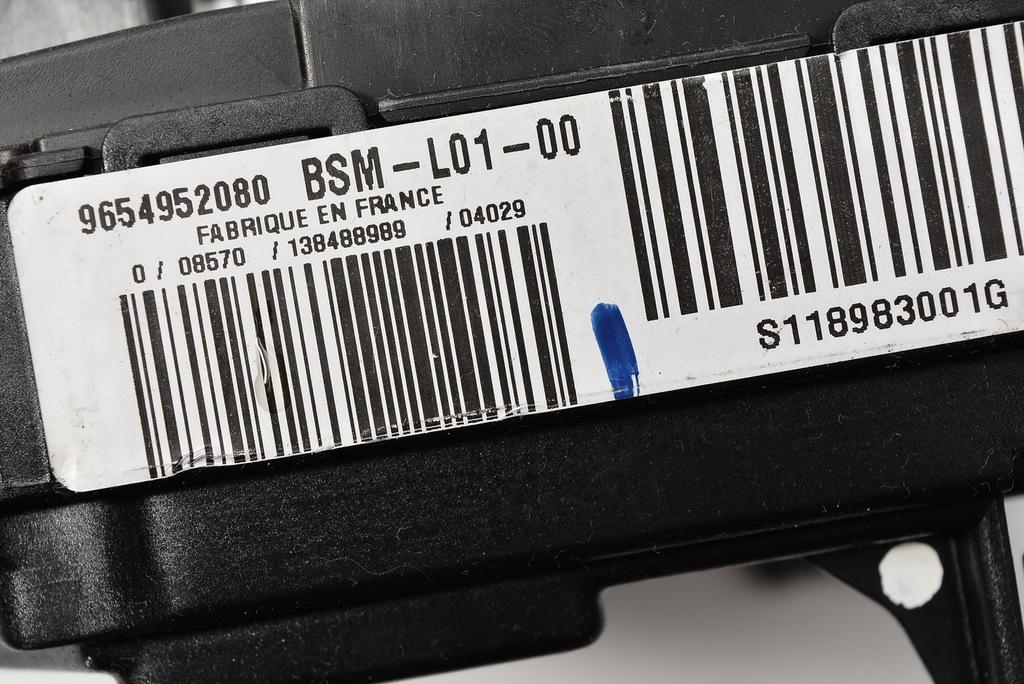 9654952080 BSM-L01-00
FABRIQUE EN FRANCE
0 / 08570 / 138488989 / 04029
S118983001G